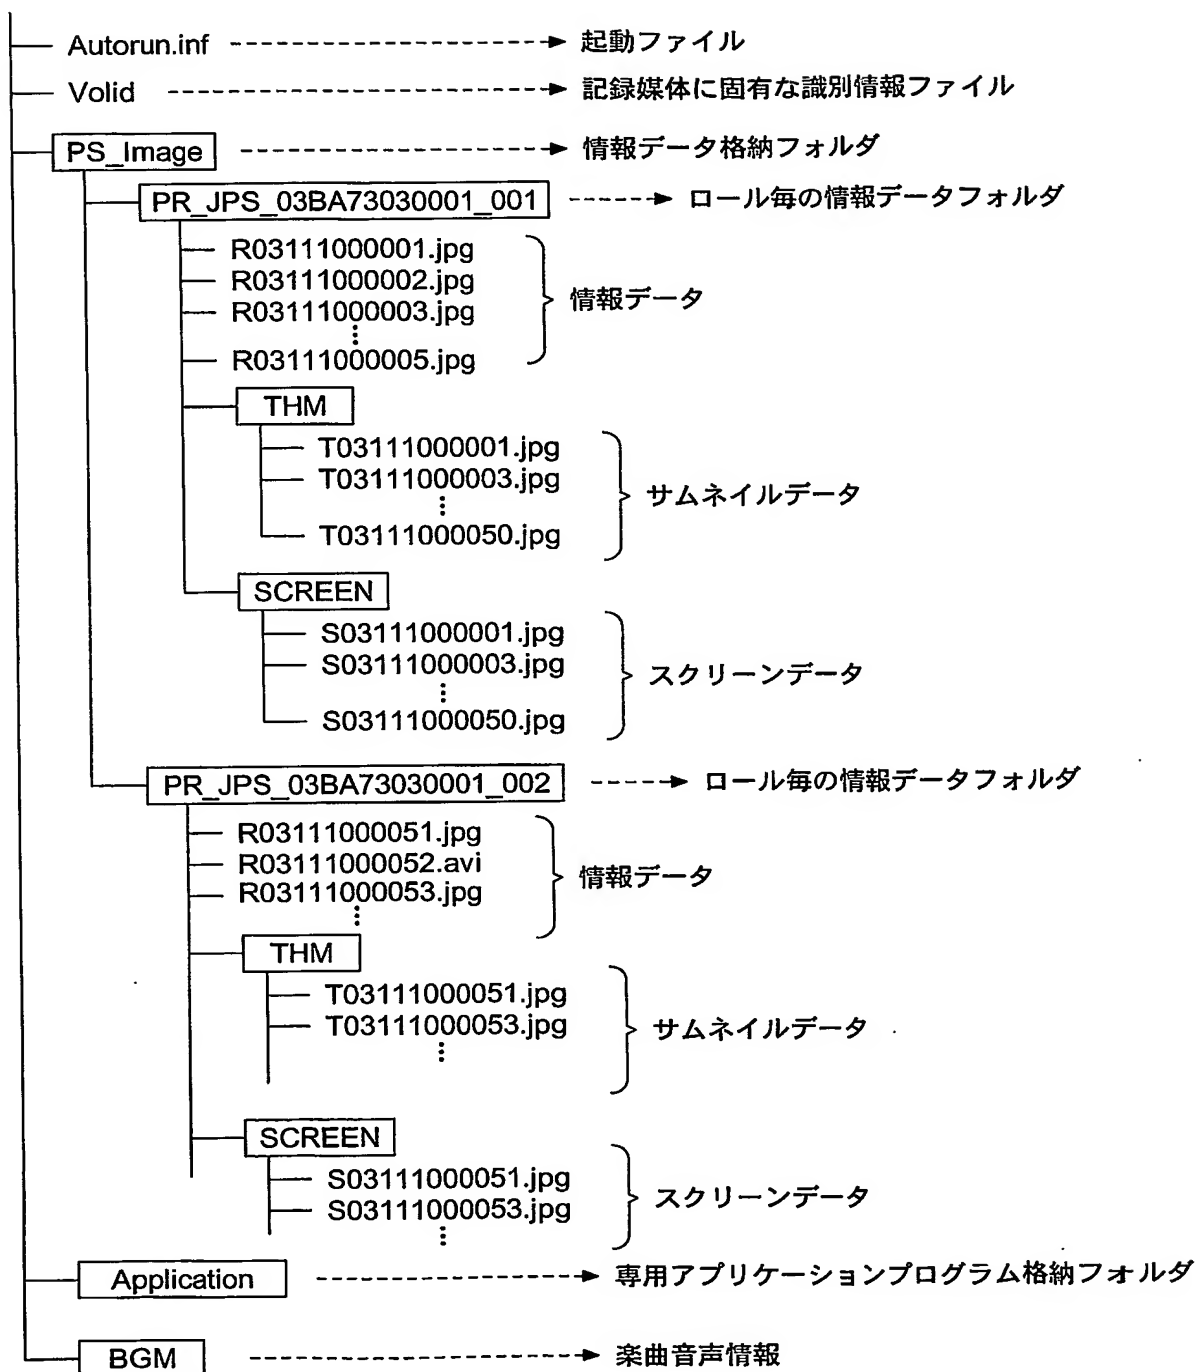 Autorun.inf 起動ファイル
Volid 記録媒体に固有な識別情報ファイル
PS_Image 情報データ格納フォルダ
PR_JPS_03BA73030001_001 ロール毎の情報データフォルダ
R03111000001.jpg
R03111000002.jpg
R03111000003.jpg
情報データ
R03111000005.jpg
THM
T03111000001.jpg
T03111000003.jpg
サムネイルデータ
T03111000050.jpg
SCREEN
S03111000001.jpg
S03111000003.jpg
スクリーンデータ
S03111000050.jpg
PR_JPS_03BA73030001_002 ロール毎の情報データフォルダ
R03111000051.jpg
R03111000052.avi
情報データ
R03111000053.jpg
THM
T03111000051.jpg
T03111000053.jpg サムネイルデータ
SCREEN
S03111000051.jpg
S03111000053.jpg スクリーンデータ
Application 専用アプリケーションプログラム格納フォルダ
BGM 楽曲音声情報